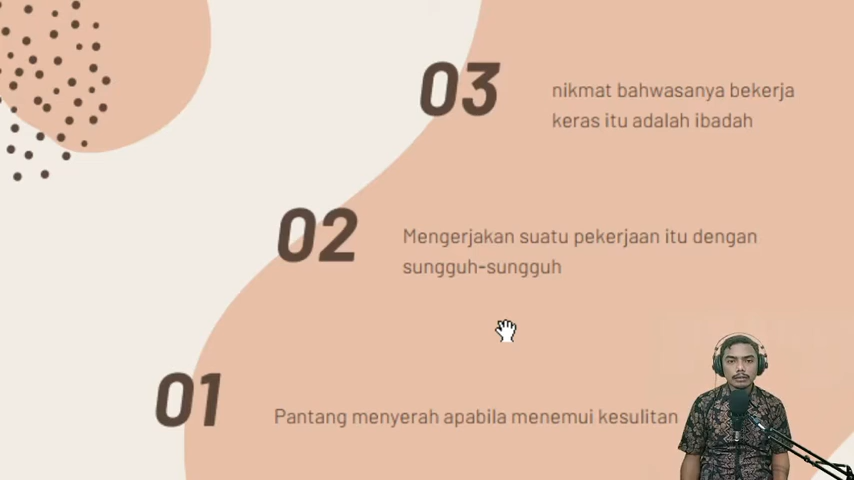 03
nikmat bahwasanya bekerja
keras itu adalah ibadah
02
Mengerjakan suatu pekerjaan itu dengan
sungguh-sungguh
01
Pantang menyerah apabila menemui kesulitan